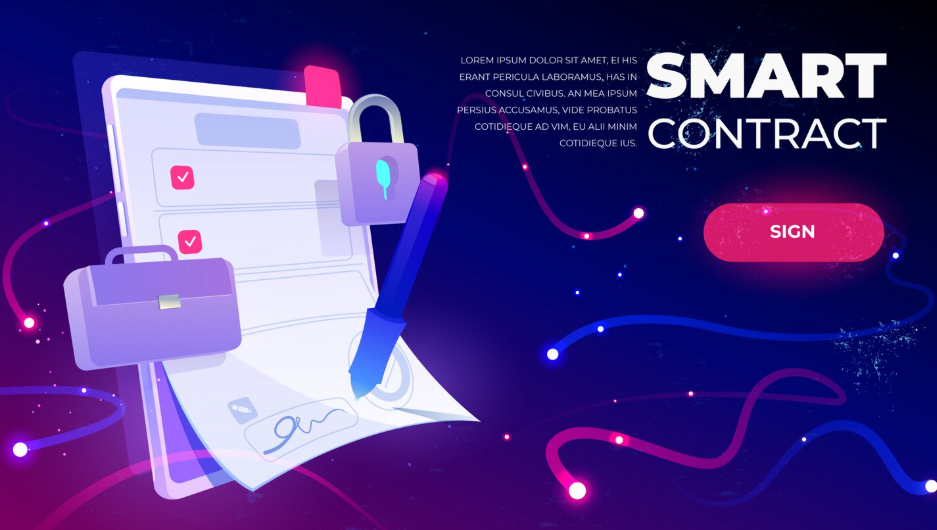 LOREM IPSUM DOLOR SIT AMET, EI HIS
ERANT PERICULA LABORAMUS, HAS IN
CONSUL CIVIBUS, AN MEA IPSUM
PERSIUS ACCUSAMUS, VIDE PROBATUS
COTIDIEQUE AD VIM, EU ALII MINIM
COTIDIEQUE IUS.
SMART
CONTRACT
SIGN